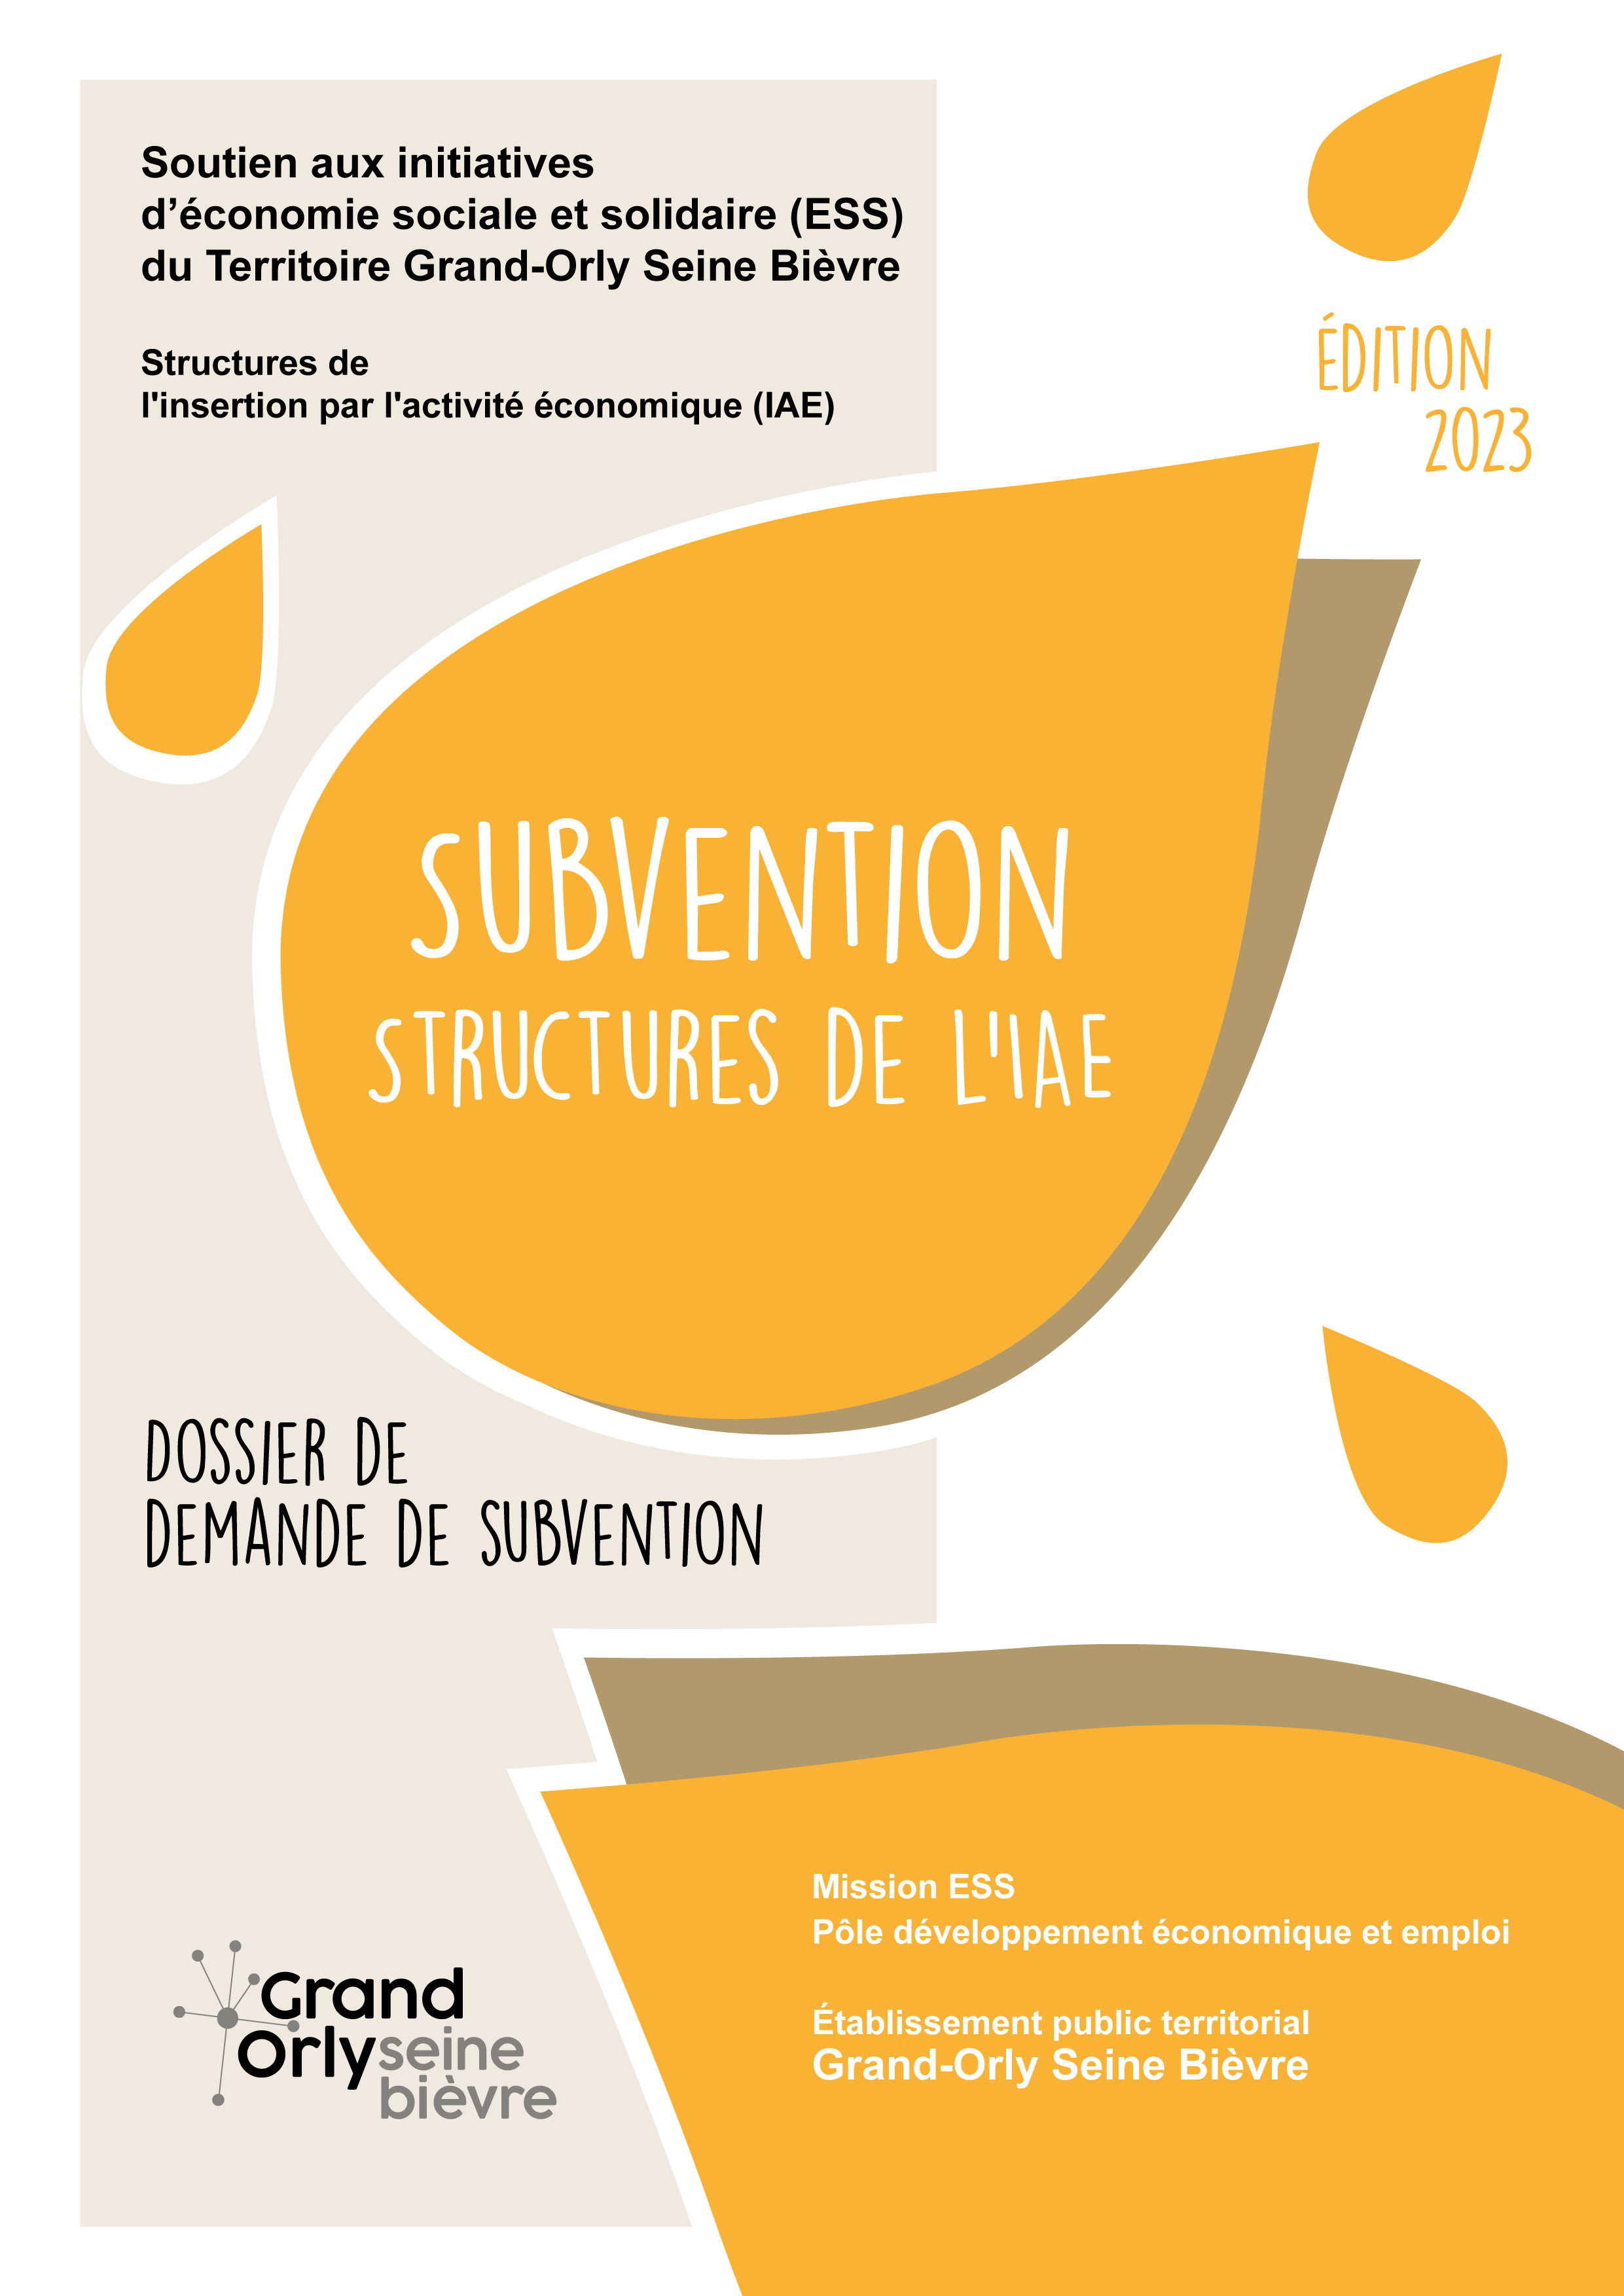 Soutien aux initiatives
d’économie sociale et solidaire (ESS)
du Territoire Grand-Orly Seine Bièvre
Structures de
l'insertion par l'activité économique (IAE)
ÉDITION
2023
SUBVENTION
STRUCTURES DE L'IAE
DOSSIER DE
DEMANDE DE SUBVENTION
Mission ESS
Pôle développement économique et emploi
Établissement public territorial
Grand-Orly Seine Bièvre
Grand
Orly seine
bièvre